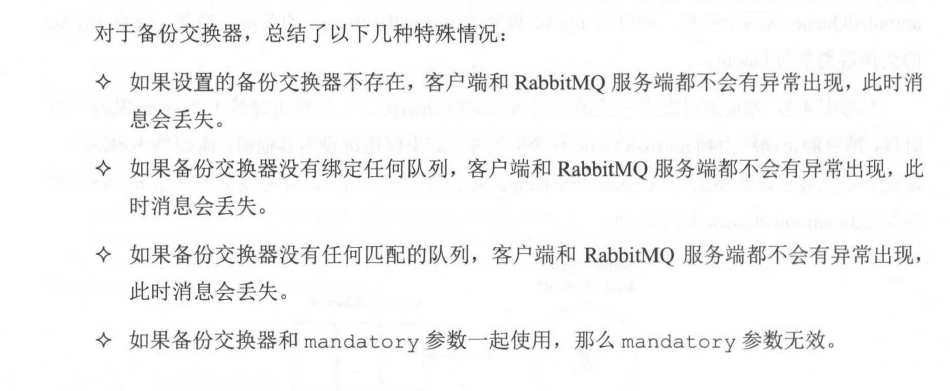 对于备份交换器，总结了以下几种特殊情况：
✧ 如果设置的备份交换器不存在，客户端和 RabbitMQ 服务端都不会有异常出现，此时消
息会丢失。
✧ 如果备份交换器没有绑定任何队列，客户端和 RabbitMQ 服务端都不会有异常出现，此
时消息会丢失。
✧ 如果备份交换器没有任何匹配的队列，客户端和 RabbitMQ 服务端都不会有异常出现，
此时消息会丢失。
✧ 如果备份交换器和 mandatory 参数一起使用，那么 mandatory 参数无效。